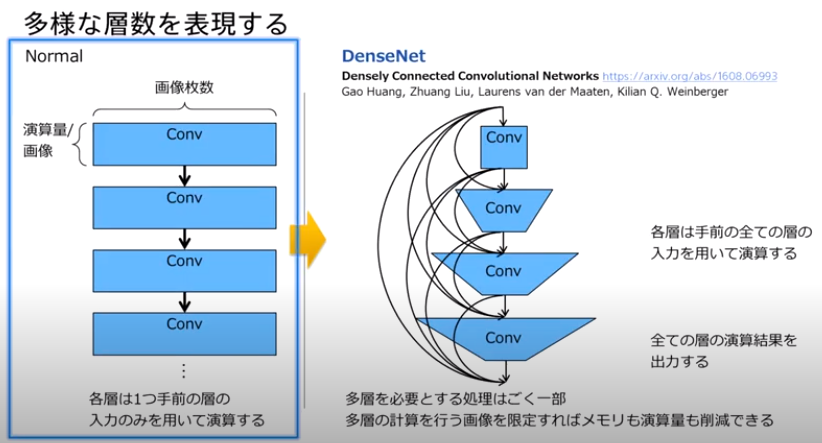 多様な層数を表現する
Normal
画像枚数
演算量/
画像
Conv
Conv
Conv
Conv
⋮
各層は1つ手前の層の
入力のみを用いて演算する
DenseNet
Densely Connected Convolutional Networks https://arxiv.org/abs/1608.06993
Gao Huang, Zhuang Liu, Laurens van der Maaten, Kilian Q. Weinberger
Conv
Conv
Conv
Conv
各層は手前の全ての層の
入力を用いて演算する
全ての層の演算結果を
出力する
多層を必要とする処理はごく一部
多層の計算を行う画像を限定すればメモリも演算量も削減できる